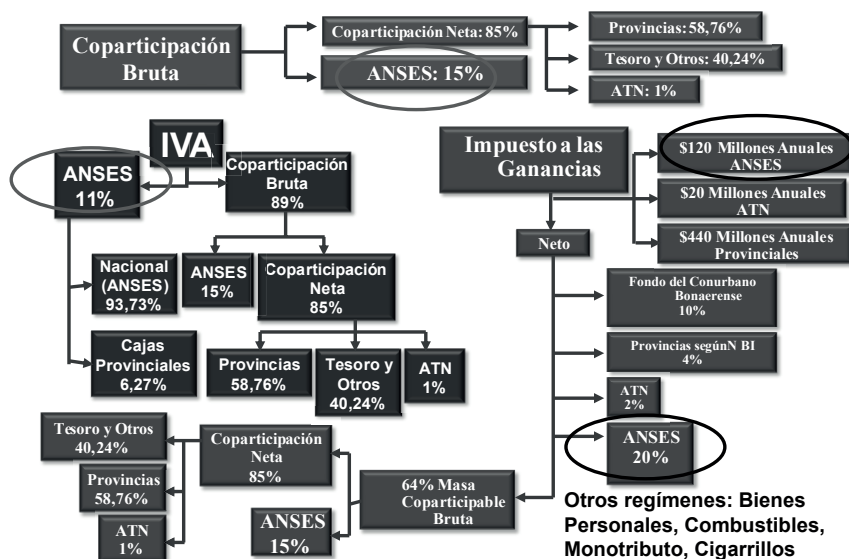 Coparticipación
Bruta
Coparticipación Neta: 85%
ANSES: 15%
Provincias: 58,76%
Tesoro y Otros: 40,24%
ATN: 1%
IVA
ANSES
11%
Coparticipación
Bruta
89%
Nacional
(ANSES)
93,73%
Cajas
Provinciales
6,27%
ANSES
15%
Coparticipación
Neta
85%
Provincias
58,76%
Tesoro y
Otros
40,24%
ATN
1%
Impuesto a las
Ganancias
$120 Millones Anuales
ANSES
$20 Millones Anuales
ATN
$440 Millones Anuales
Provinciales
Neto
Fondo del Conurbano
Bonaerense
10%
Provincias segúnN BI
4%
ATN
2%
ANSES
20%
64% Masa
Coparticipable
Bruta
Coparticipación
Neta
85%
ANSES
15%
Tesoro y Otros
40,24%
Provincias
58,76%
ATN
1%
Otros regímenes: Bienes
Personales, Combustibles,
Monotributo, Cigarrillos